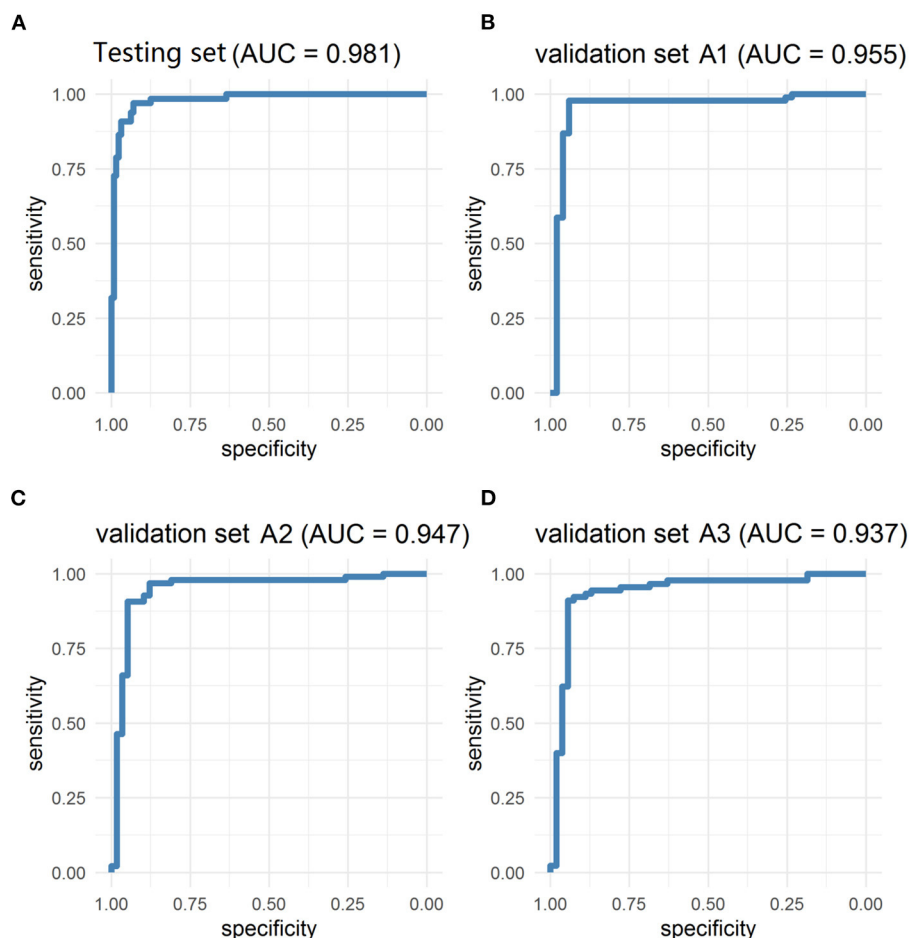 A
Testing set (AUC = 0.981)
1.00
0.75
0.50
0.25
0.00
sensitivity
1.00 0.75 0.50 0.25 0.00
specificity
B
validation set A1 (AUC = 0.955)
1.00
0.75
0.50
0.25
0.00
sensitivity
1.00 0.75 0.50 0.25 0.00
specificity
C
validation set A2 (AUC = 0.947)
1.00
0.75
0.50
0.25
0.00
sensitivity
1.00 0.75 0.50 0.25 0.00
specificity
D
validation set A3 (AUC = 0.937)
1.00
0.75
0.50
0.25
0.00
sensitivity
1.00 0.75 0.50 0.25 0.00
specificity